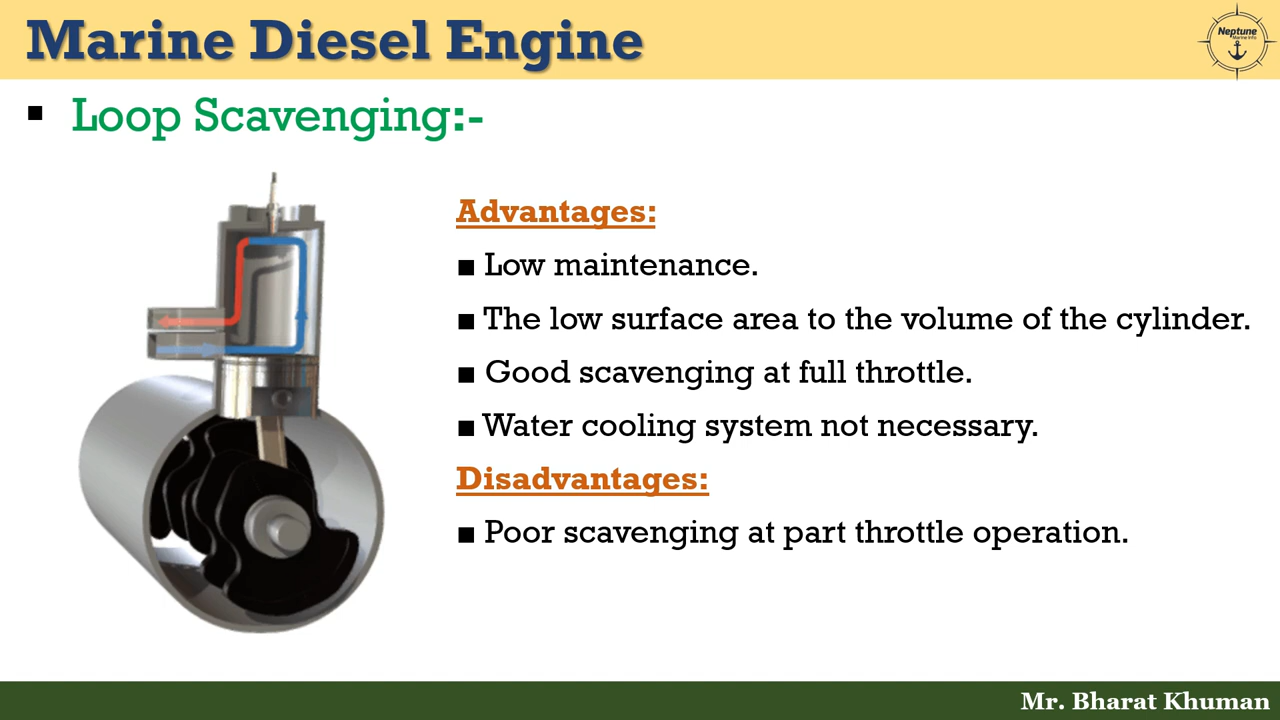 Marine Diesel Engine
Neptune
Marine Info
▪ Loop Scavenging:-
Advantages:
■ Low maintenance.
■ The low surface area to the volume of the cylinder.
■ Good scavenging at full throttle.
■ Water cooling system not necessary.
Disadvantages:
■ Poor scavenging at part throttle operation.
Mr. Bharat Khuman